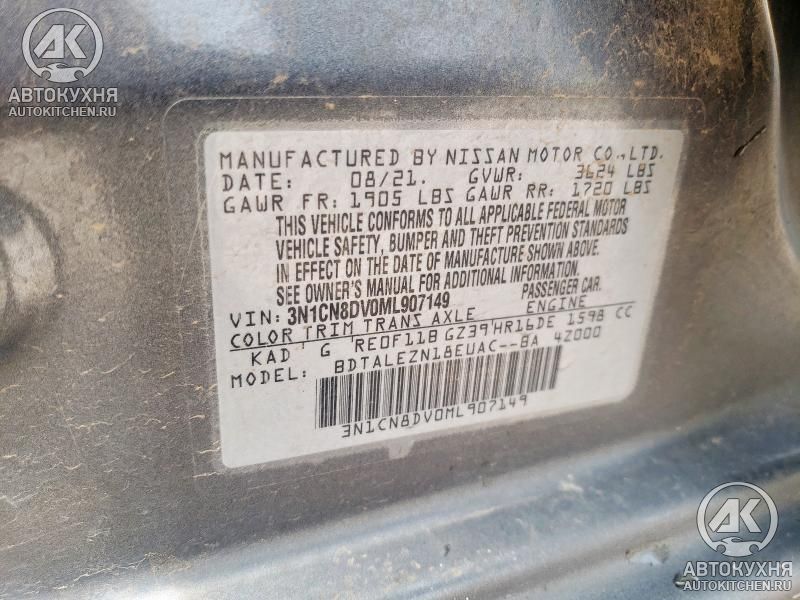 АК
АВТОКУХНЯ
AUTOKITCHEN.RU
MANUFACTURED BY NISSAN MOTOR CO.,LTD.
DATE: 08/21. GVWR: 3624 LBS
GAWR FR: 1905 LBS GAWR RR: 1720 LBS
THIS VEHICLE CONFORMS TO ALL APPLICABLE FEDERAL MOTOR
VEHICLE SAFETY, BUMPER AND THEFT PREVENTION STANDARDS
IN EFFECT ON THE DATE OF MANUFACTURE SHOWN ABOVE.
SEE OWNER'S MANUAL FOR ADDITIONAL INFORMATION.
VIN: 3N1CN8DV0ML907149 PASSENGER CAR.
COLOR TRIM TRANS AXLE ENGINE
KAD G RE0F11B GZ39 HR16DE 1598 CC
MODEL: BDTALEZN18EUAC--BA 4Z000
3N1CN8DV0ML907149
АК
АВТОКУХНЯ
AUTOKITCHEN.RU